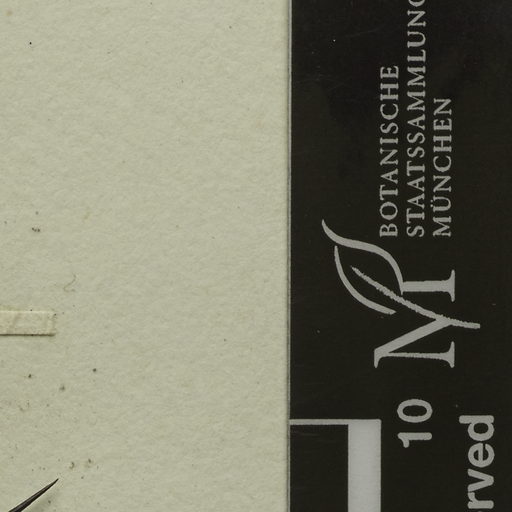 BOTANISCHE
STAATSSAMMLUNG
MÜNCHEN
M
10
rved